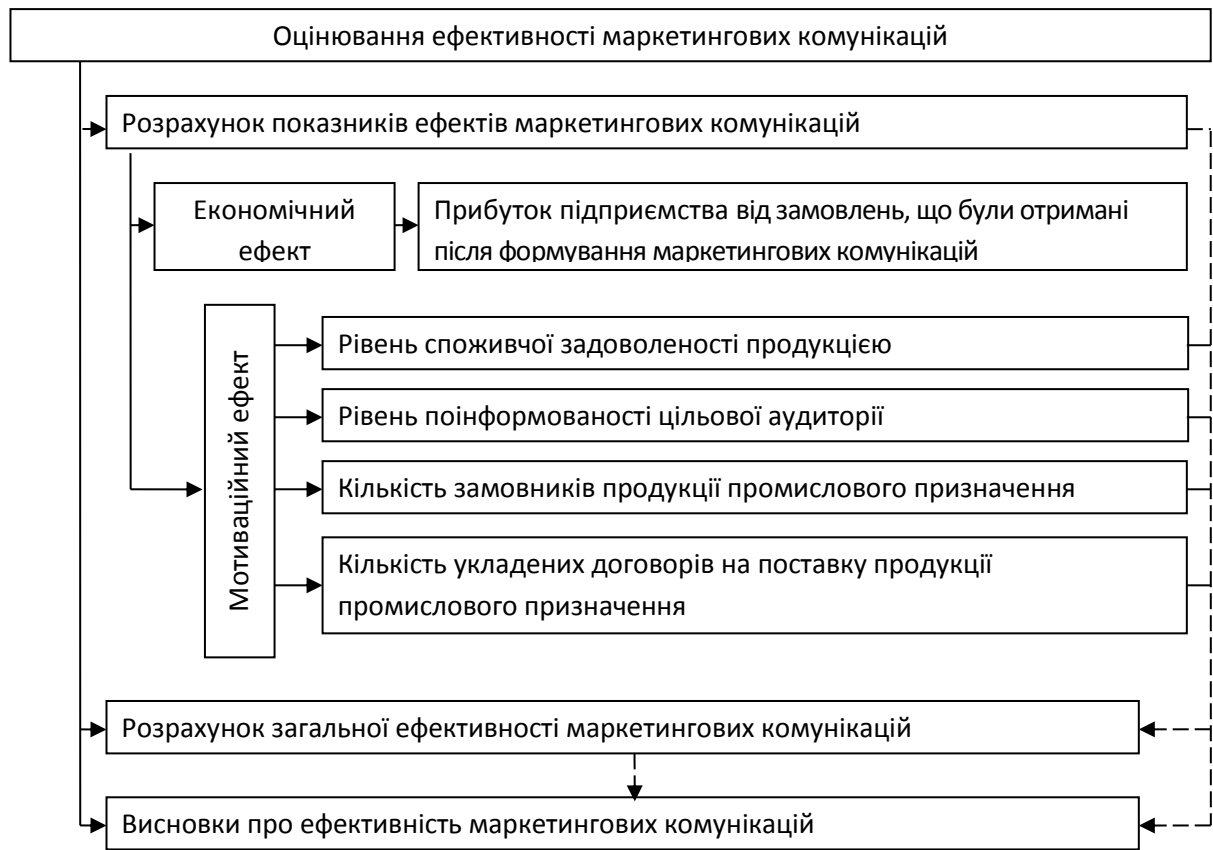 Оцінювання ефективності маркетингових комунікацій
Розрахунок показників ефектів маркетингових комунікацій
Економічний
ефект
Прибуток підприємства від замовлень, що були отримані
після формування маркетингових комунікацій
Мотиваційний ефект
Рівень споживчої задоволеності продукцією
Рівень поінформованості цільової аудиторії
Кількість замовників продукції промислового призначення
Кількість укладених договорів на поставку продукції
промислового призначення
Розрахунок загальної ефективності маркетингових комунікацій
Висновки про ефективність маркетингових комунікацій